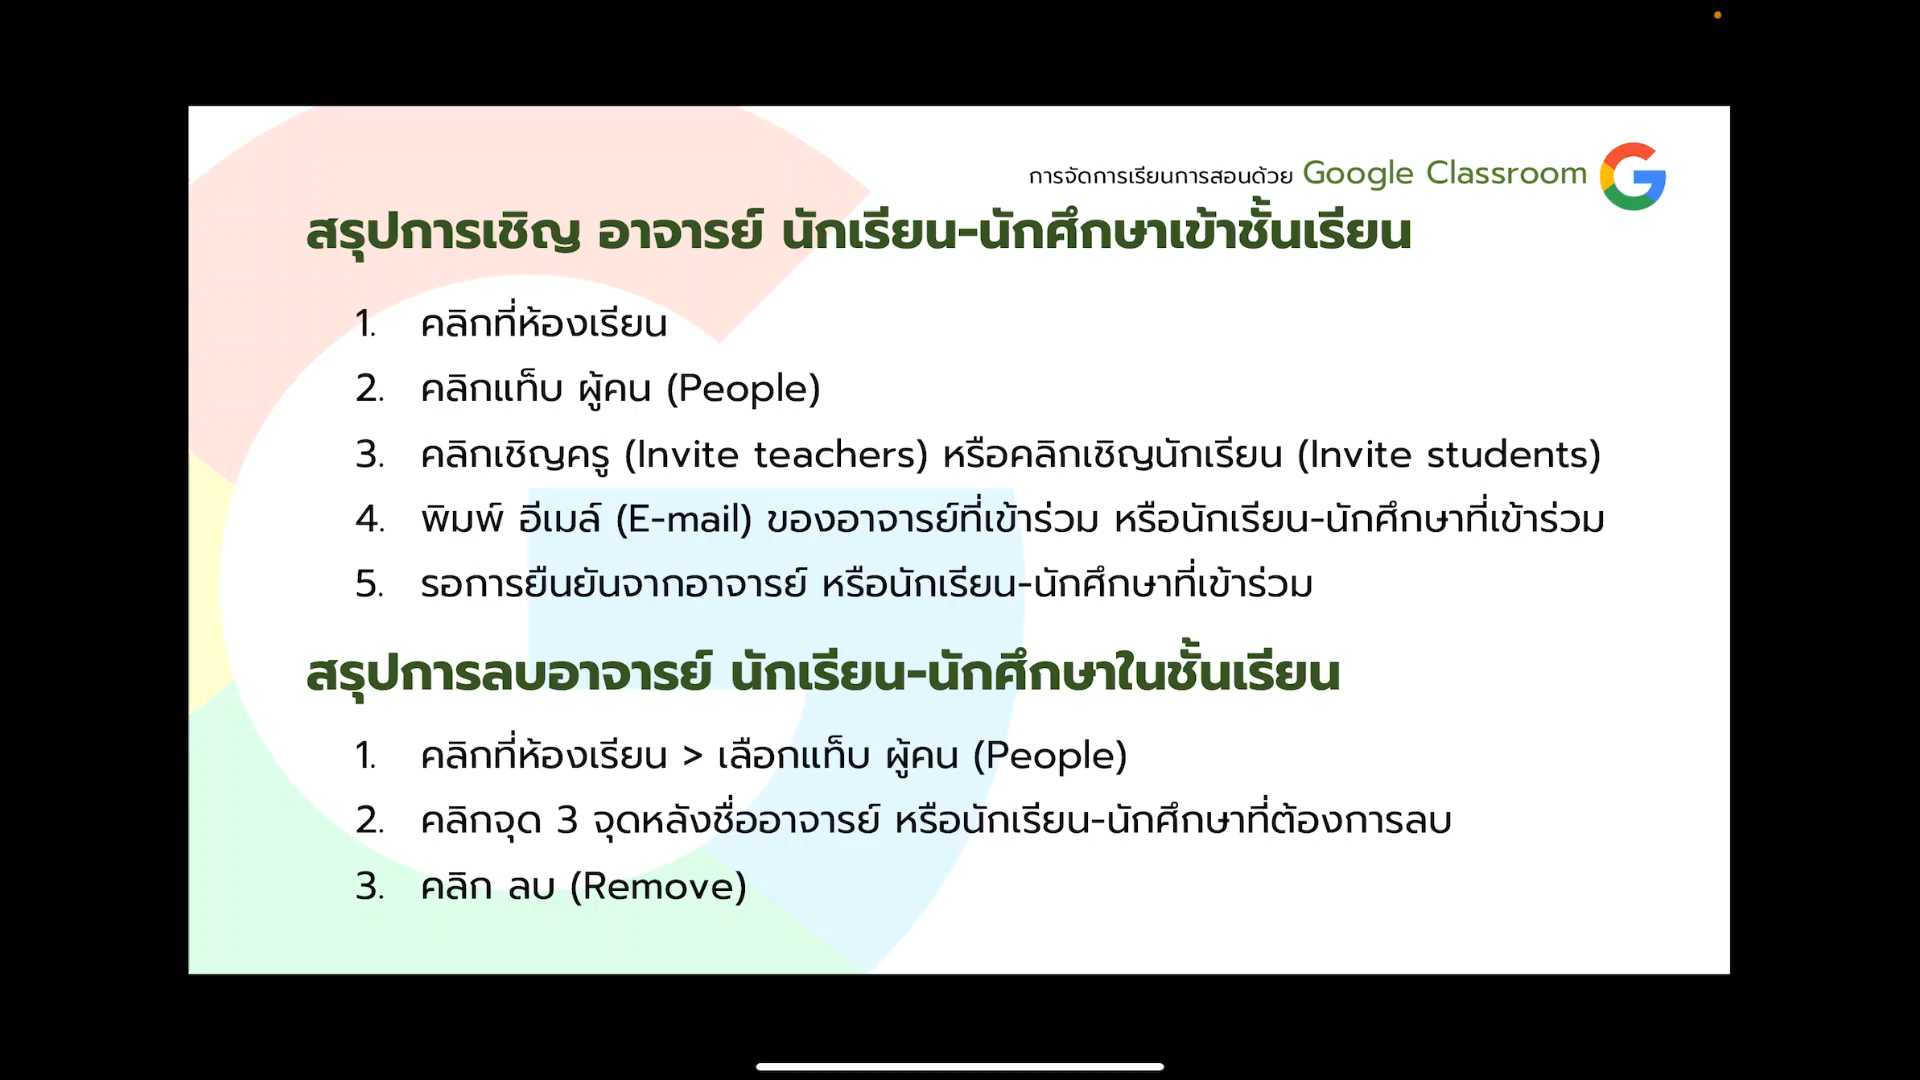 การจัดการเรียนการสอนด้วย Google Classroom
สรุปการเชิญ อาจารย์ นักเรียน-นักศึกษาเข้าชั้นเรียน
1. คลิกที่ห้องเรียน
2. คลิกแท็บ ผู้คน (People)
3. คลิกเชิญครู (Invite teachers) หรือคลิกเชิญนักเรียน (Invite students)
4. พิมพ์ อีเมล์ (E-mail) ของอาจารย์ที่เข้าร่วม หรือนักเรียน-นักศึกษาที่เข้าร่วม
5. รอการยืนยันจากอาจารย์ หรือนักเรียน-นักศึกษาที่เข้าร่วม
สรุปการลบอาจารย์ นักเรียน-นักศึกษาในชั้นเรียน
1. คลิกที่ห้องเรียน > เลือกแท็บ ผู้คน (People)
2. คลิกจุด 3 จุดหลังชื่ออาจารย์ หรือนักเรียน-นักศึกษาที่ต้องการลบ
3. คลิก ลบ (Remove)